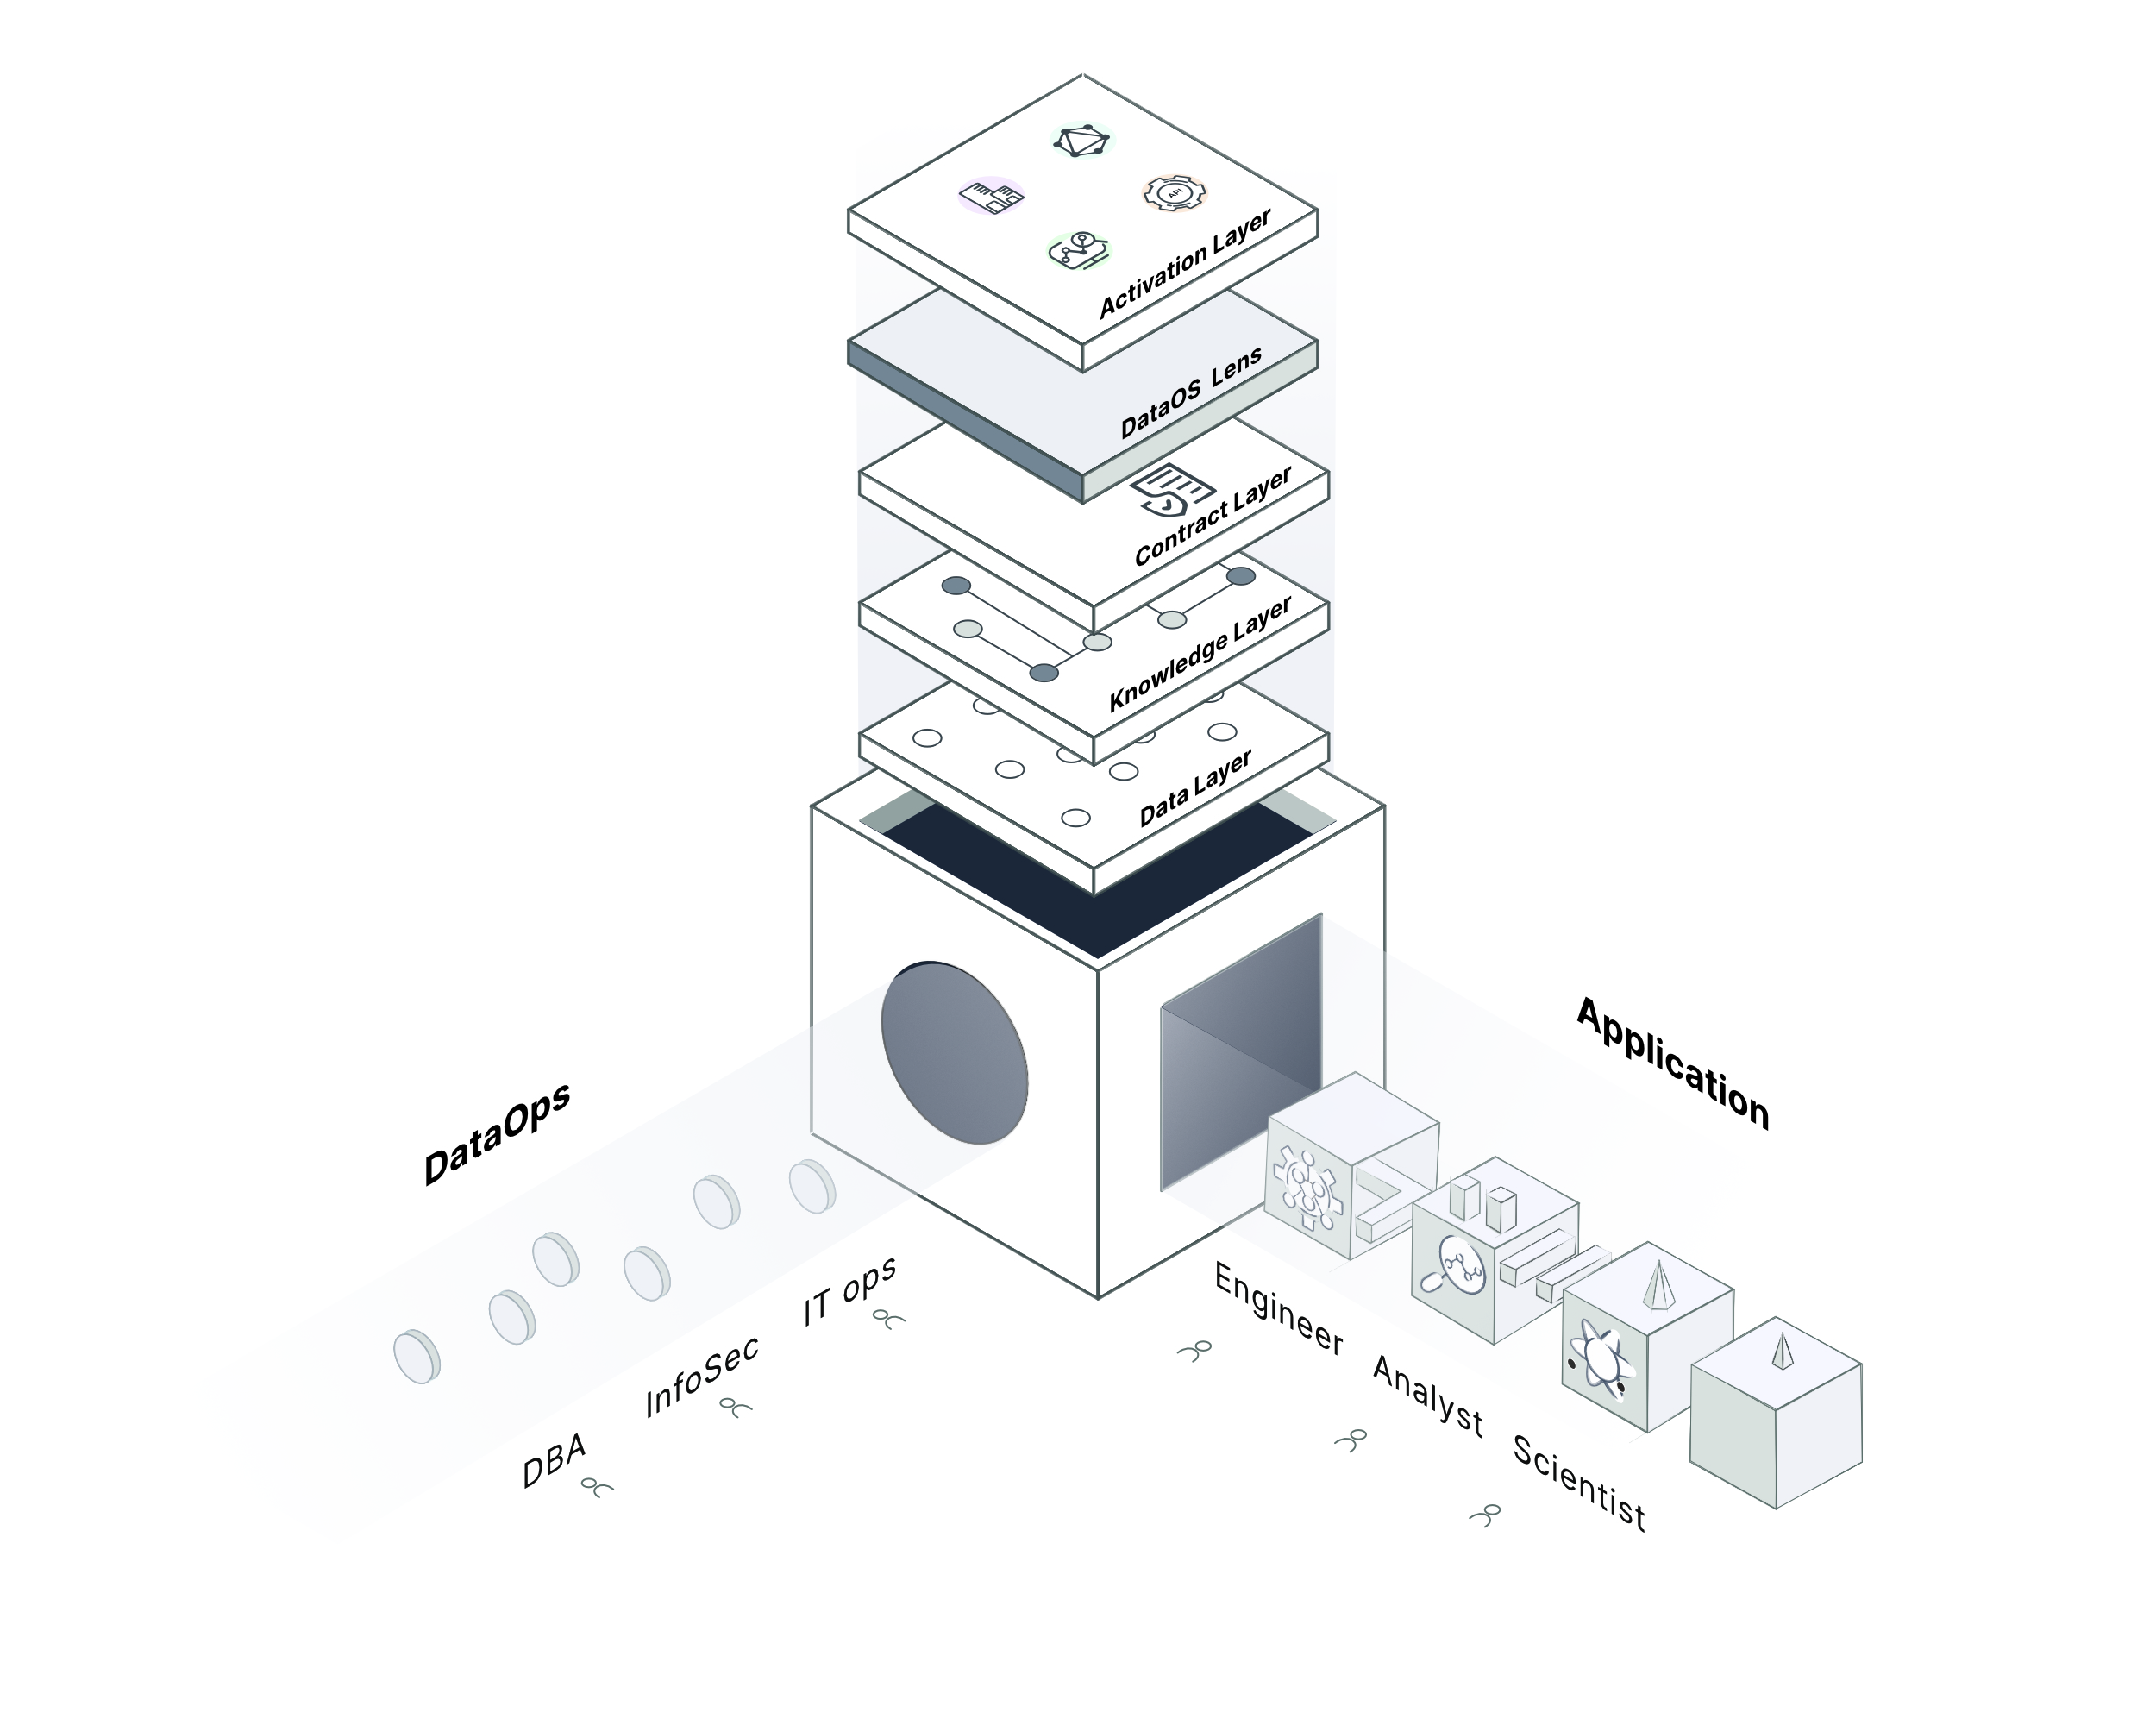 API
Activation Layer
DataOS Lens
Contract Layer
Knowledge Layer
Data Layer
DataOps
Application
IT ops
InfoSec
DBA
Engineer
Analyst
Scientist